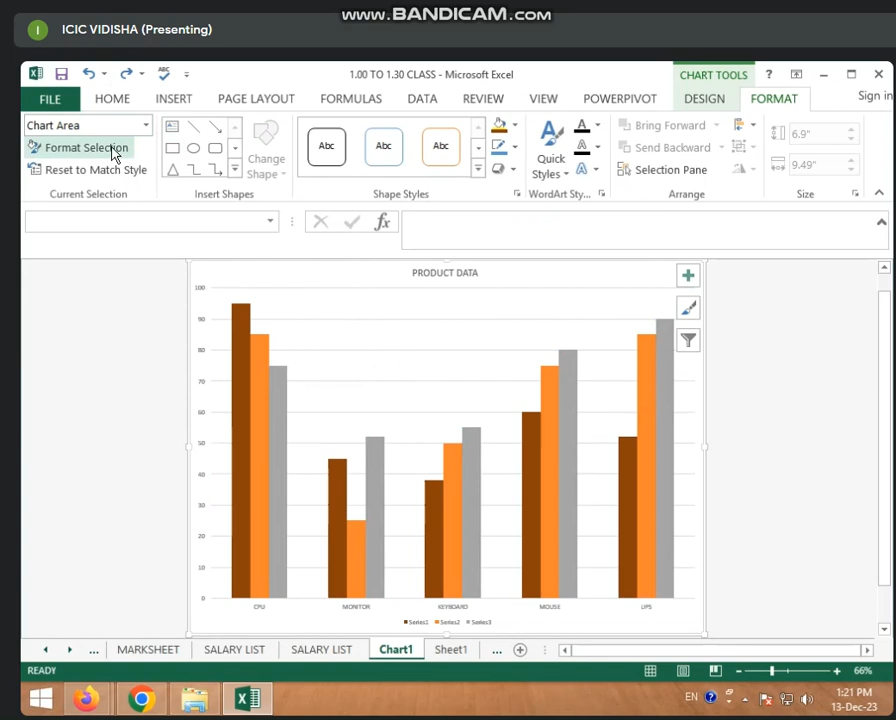 www.BANDICAM.com
I ICIC VIDISHA (Presenting)
1.00 TO 1.30 CLASS - Microsoft Excel
CHART TOOLS
?
FILE HOME INSERT PAGE LAYOUT FORMULAS DATA REVIEW VIEW POWERPIVOT DESIGN FORMAT Sign in
Chart Area
Format Selection
Reset to Match Style
Current Selection
Change
Shape
Insert Shapes
Abc Abc Abc
Shape Styles
Quick
Styles
WordArt Sty...
Bring Forward
Send Backward
Selection Pane
Arrange
6.9"
9.49"
Size
fx
PRODUCT DATA
100
90
80
70
60
50
40
30
20
10
0
CPU MONITOR KEYBOARD MOUSE UPS
Series1 Series2 Series3
... MARKSHEET SALARY LIST SALARY LIST Chart1 Sheet1 ...
READY 66%
EN
1:21 PM
13-Dec-23